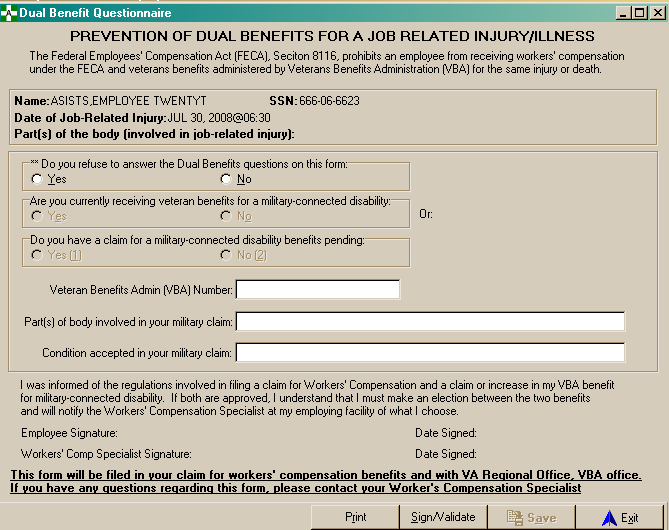 Dual Benefit Questionnaire
PREVENTION OF DUAL BENEFITS FOR A JOB RELATED INJURY/ILLNESS
The Federal Employees' Compensation Act (FECA), Seciton 8116, prohibits an employee from receiving workers' compensation
under the FECA and veterans benefits administered by Veterans Benefits Administration (VBA) for the same injury or death.
Name: ASISTS,EMPLOYEE TWENTYT SSN: 666-06-6623
Date of Job-Related Injury: JUL 30, 2008@06:30
Part(s) of the body (involved in job-related injury):
** Do you refuse to answer the Dual Benefits questions on this form:
Yes No
Are you currently receiving veteran benefits for a military-connected disability:
Yes No Or:
Do you have a claim for a military-connected disability benefits pending:
Yes (1) No (2)
Veteran Benefits Admin (VBA) Number:
Part(s) of body involved in your military claim:
Condition accepted in your military claim:
I was informed of the regulations involved in filing a claim for Workers' Compensation and a claim or increase in my VBA benefit
for military-connected disability. If both are approved, I understand that I must make an election between the two benefits
and will notify the Workers' Compensation Specialist at my employing facility of what I choose.
Employee Signature: Date Signed:
Workers' Comp Specialist Signature: Date Signed:
This form will be filed in your claim for workers' compensation benefits and with VA Regional Office, VBA office.
If you have any questions regarding this form, please contact your Worker's Compensation Specialist
Print Sign/Validate Save Exit